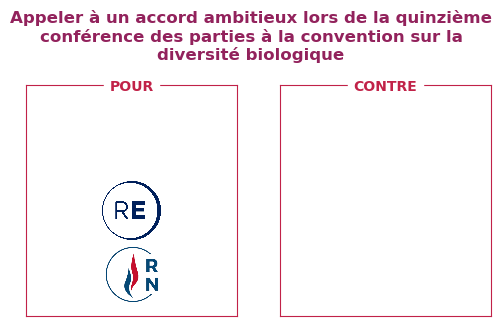 Appeler à un accord ambitieux lors de la quinzième
conférence des parties à la convention sur la
diversité biologique
POUR
CONTRE
RE
R
N